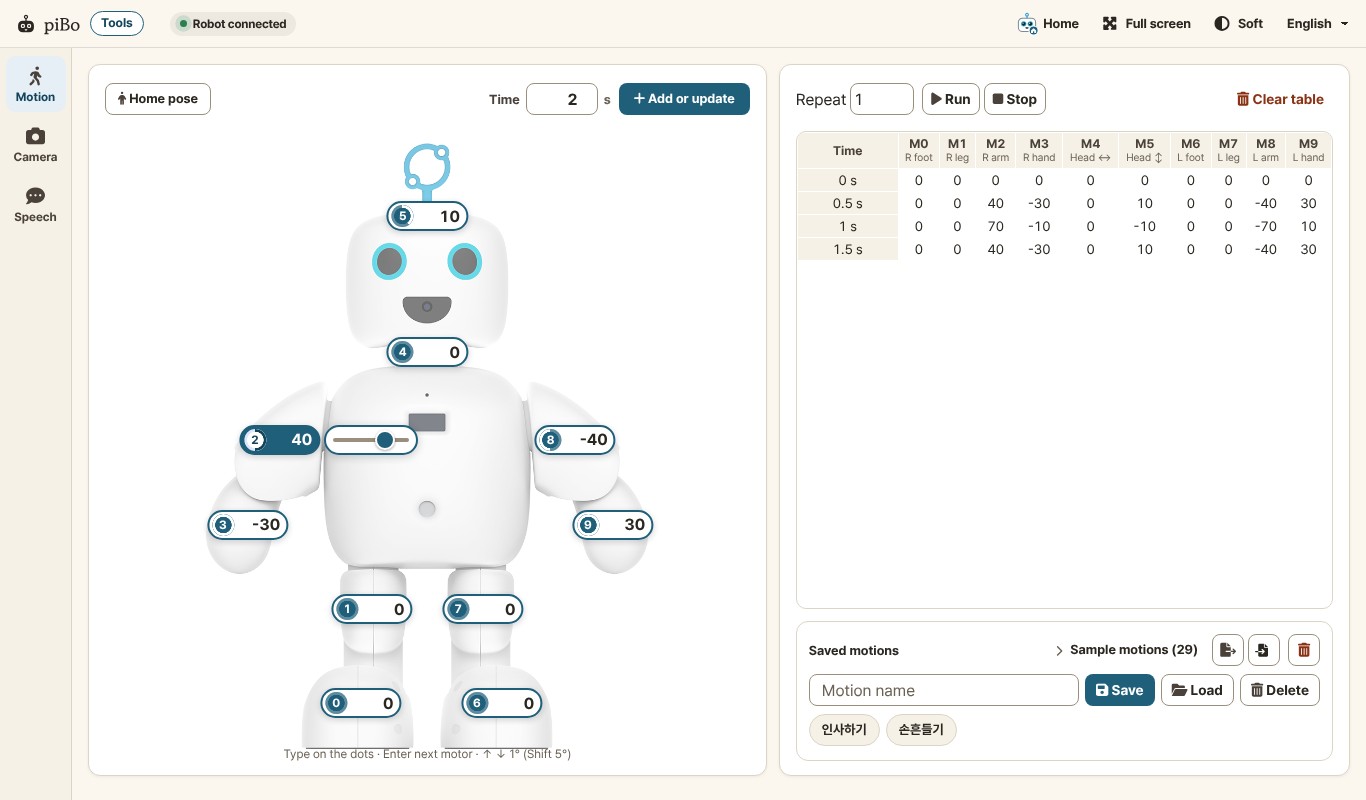 piBo Tools Robot connected Home Full screen Soft English
Motion
Camera
Speech
Home pose Time 2 s + Add or update
5 10
4 0
2 40
8 -40
3 -30
9 30
1 0
7 0
0 0
6 0
Type on the dots · Enter next motor · ↑ ↓ 1° (Shift 5°)
Repeat 1 Run Stop Clear table
Time M0 M1 M2 M3 M4 M5 M6 M7 M8 M9
R foot R leg R arm R hand Head ↔ Head ↕ L foot L leg L arm L hand
0 s 0 0 0 0 0 0 0 0 0 0
0.5 s 0 0 40 -30 0 10 0 0 -40 30
1 s 0 0 70 -10 0 -10 0 0 -70 10
1.5 s 0 0 40 -30 0 10 0 0 -40 30
Saved motions Sample motions (29)
Motion name Save Load Delete
인사하기 손흔들기